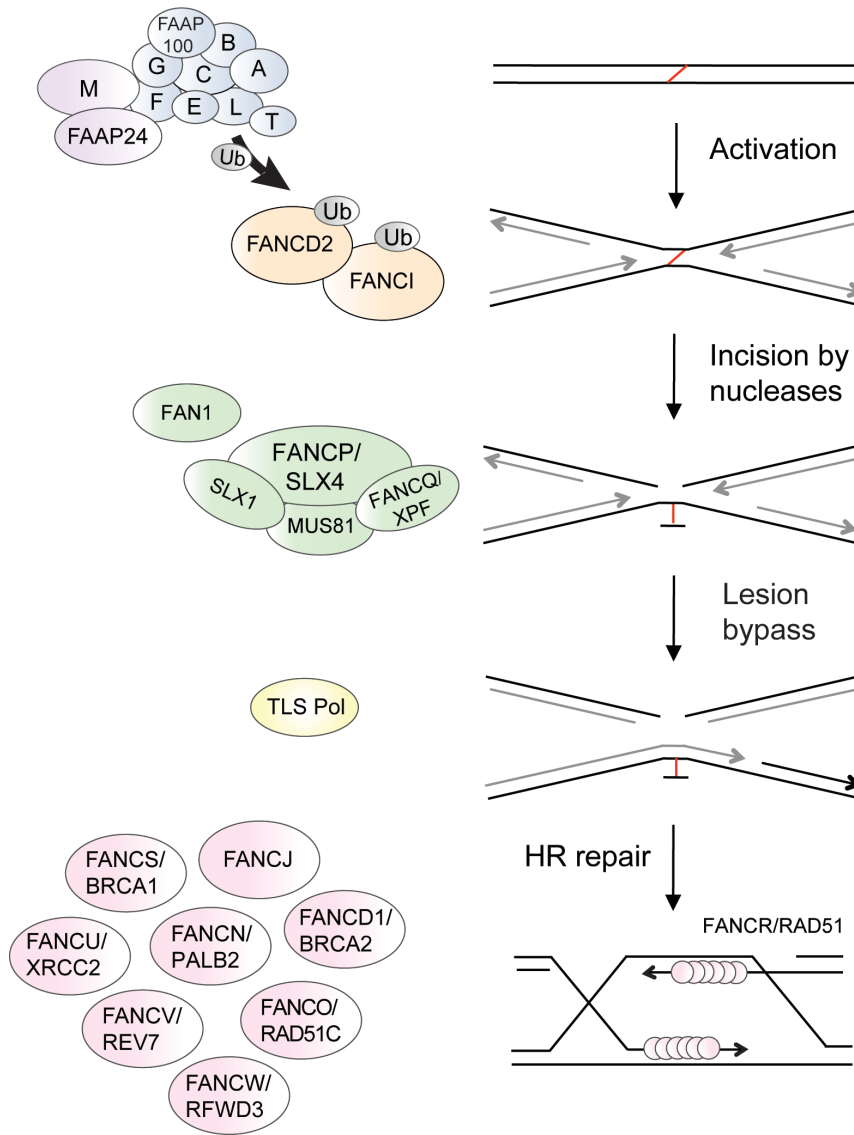 FAAP
100
B
G
C
A
M
F
E
L
T
FAAP24
Ub
Ub
FANCD2
Ub
FANCI
Activation
Incision by
nucleases
FAN1
FANCP/
SLX4
SLX1
FANCQ/
XPF
MUS81
Lesion
bypass
TLS Pol
HR repair
FANCS/
BRCA1
FANCJ
FANCD1/
BRCA2
FANCU/
XRCC2
FANCN/
PALB2
FANCV/
REV7
FANCO/
RAD51C
FANCW/
RFWD3
FANCR/RAD51